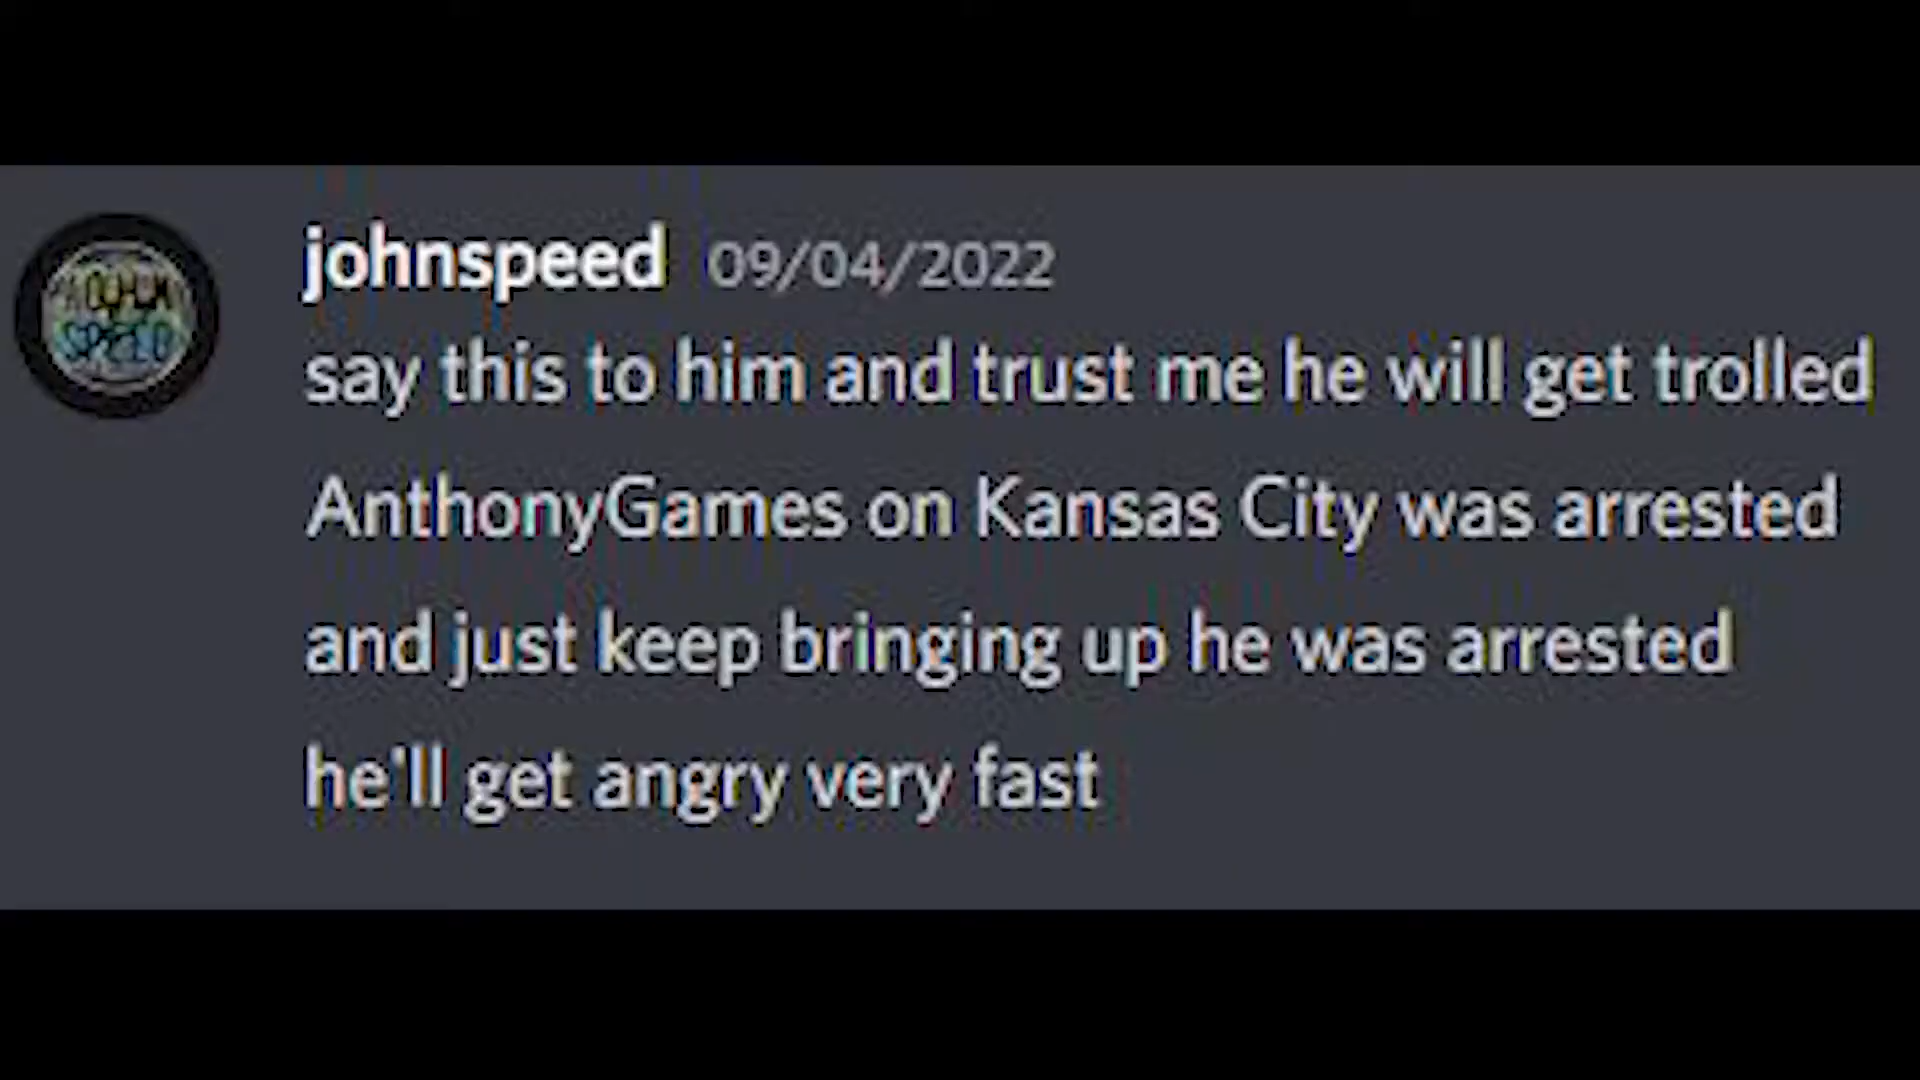 johnspeed 09/04/2022
say this to him and trust me he will get trolled
AnthonyGames on Kansas City was arrested
and just keep bringing up he was arrested
he'll get angry very fast